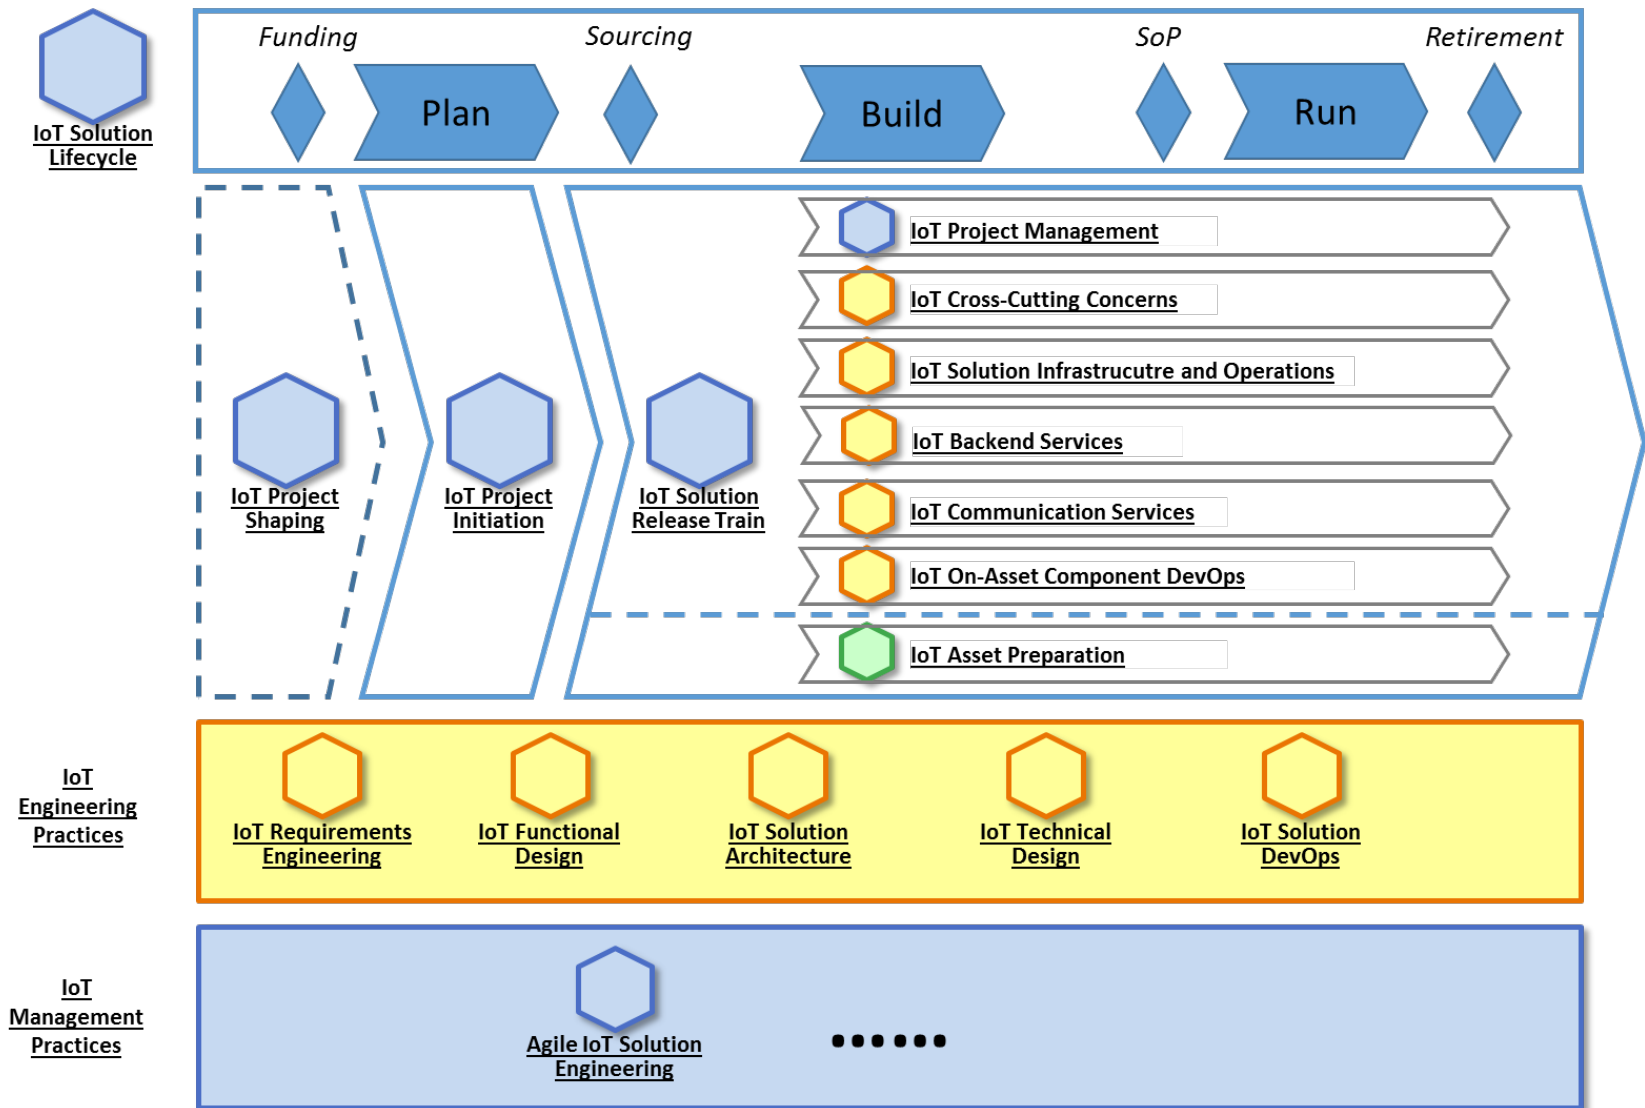 Funding
Sourcing
SoP
Retirement
Plan
Build
Run
IoT Solution
Lifecycle
IoT Project Management
IoT Cross-Cutting Concerns
IoT Solution Infrastrucutre and Operations
IoT Backend Services
IoT Communication Services
IoT On-Asset Component DevOps
IoT Asset Preparation
IoT Project
Shaping
IoT Project
Initiation
IoT Solution
Release Train
IoT
Engineering
Practices
IoT Requirements
Engineering
IoT Functional
Design
IoT Solution
Architecture
IoT Technical
Design
IoT Solution
DevOps
IoT
Management
Practices
Agile IoT Solution
Engineering
......